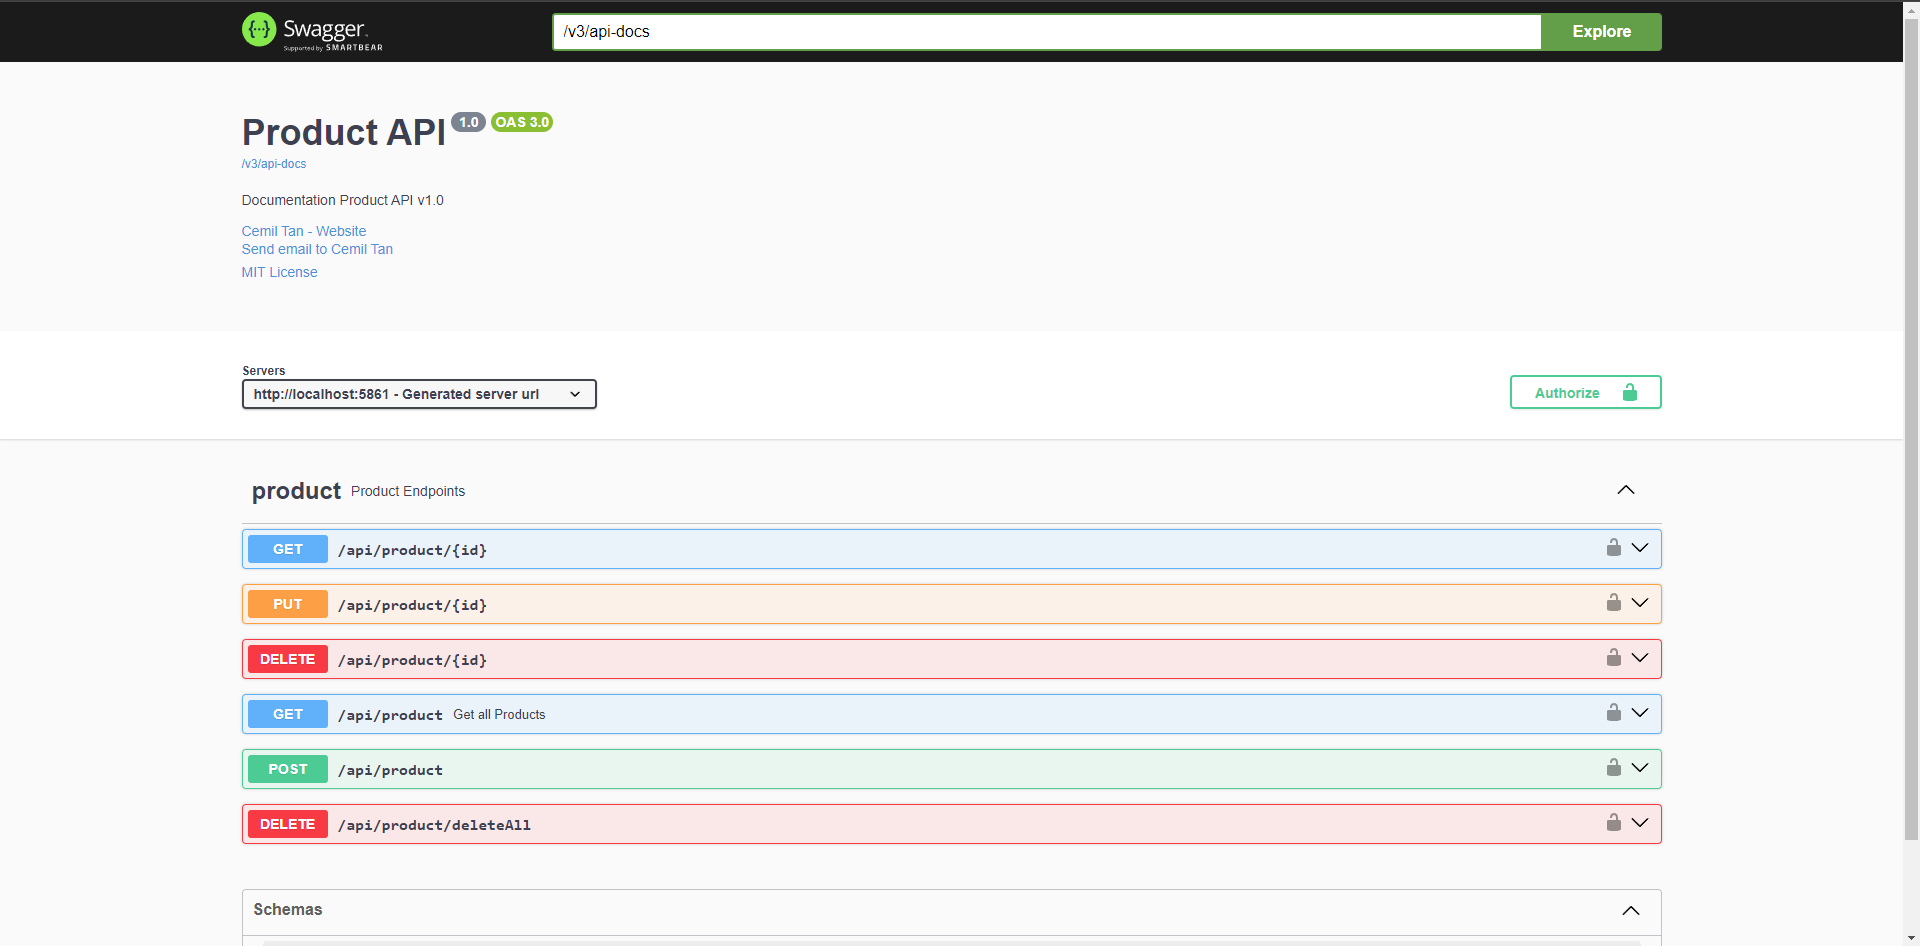 Swagger
Supported by SMARTBEAR
/v3/api-docs
Explore
Product API 1.0 OAS 3.0
/v3/api-docs
Documentation Product API v1.0
Cemil Tan - Website
Send email to Cemil Tan
MIT License
Servers
http://localhost:5861 - Generated server url
Authorize
product Product Endpoints
GET /api/product/{id}
PUT /api/product/{id}
DELETE /api/product/{id}
GET /api/product Get all Products
POST /api/product
DELETE /api/product/deleteAll
Schemas